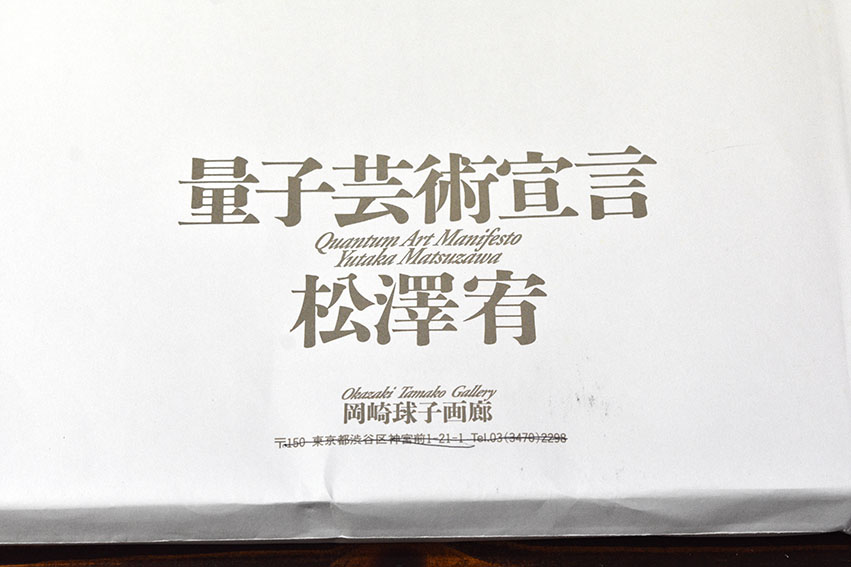 量子芸術宣言
Quantum Art Manifesto
Yutaka Matsuzawa
松澤宥
Okazaki Tamako Gallery
岡崎球子画廊
〒150 東京都渋谷区神宮前1-21-1 Tel.03(3470)2298